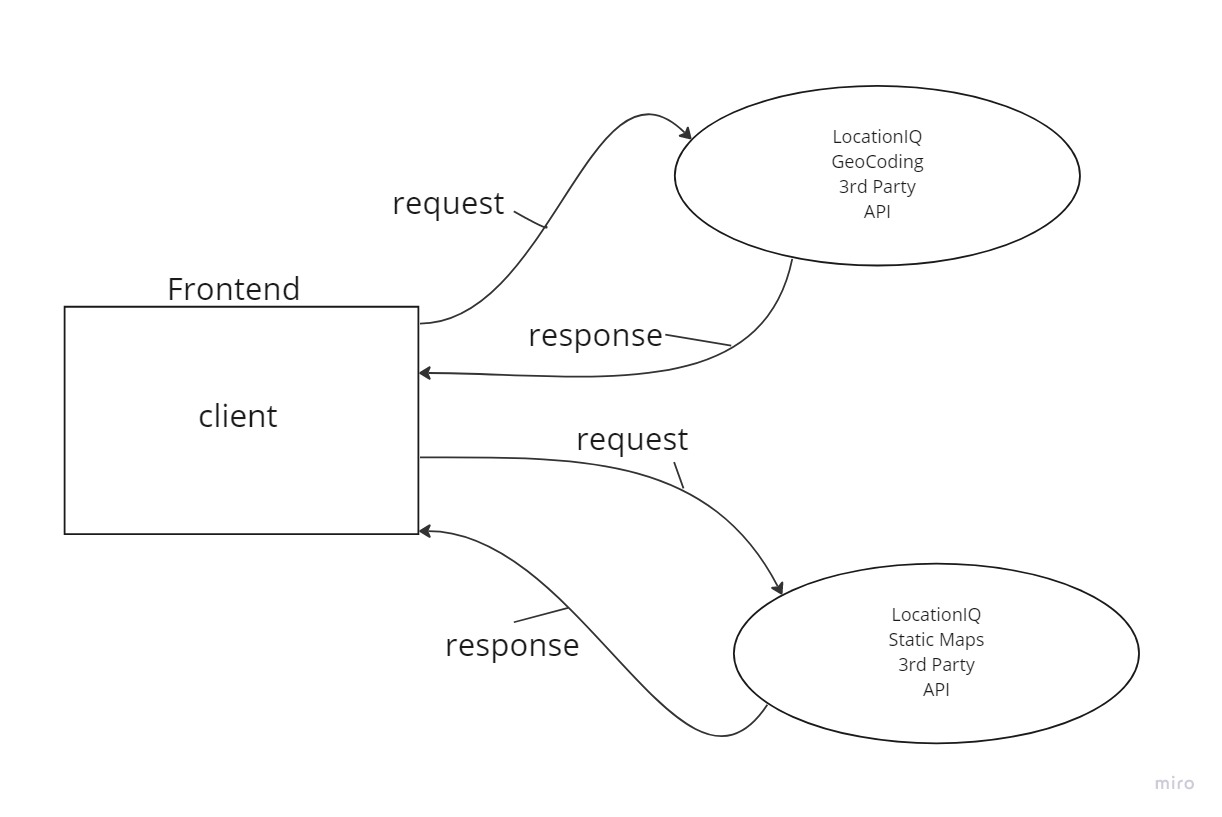 LocationIQ
GeoCoding
3rd Party
API
request
Frontend
response
client
request
LocationIQ
Static Maps
3rd Party
API
response
miro